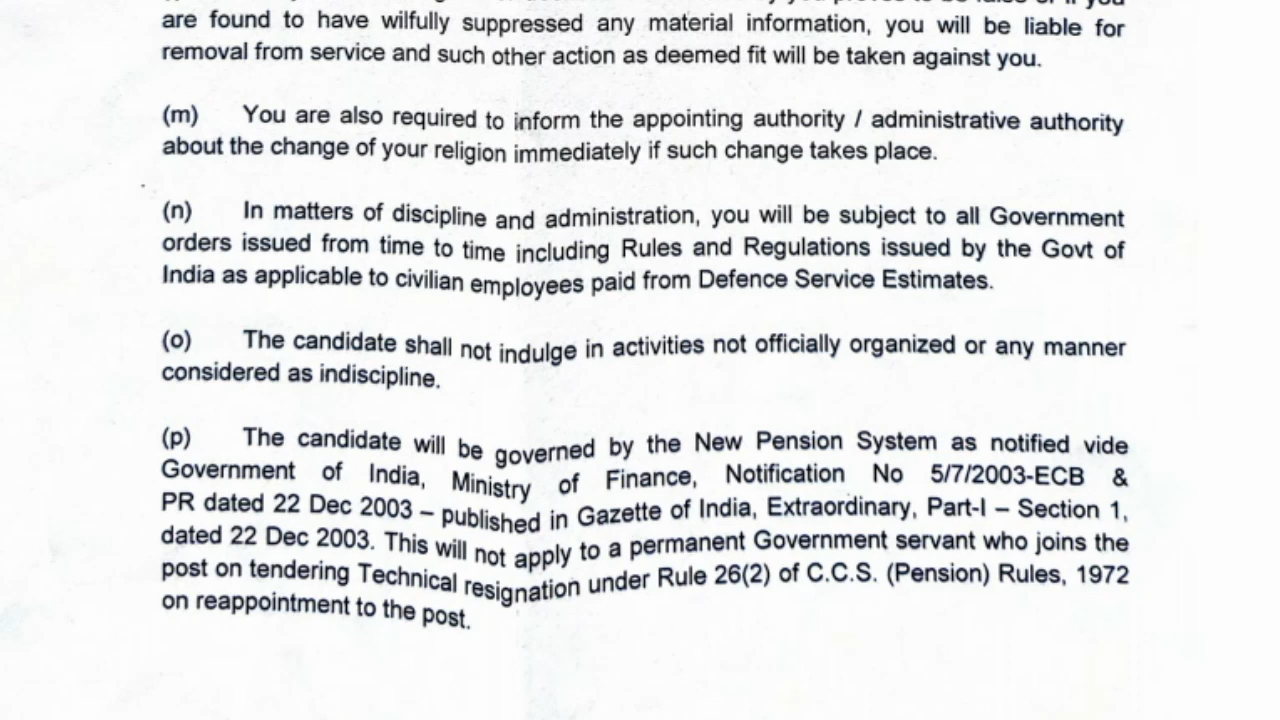 are found to have wilfully suppressed any material information, you will be liable for
removal from service and such other action as deemed fit will be taken against you.
(m) You are also required to inform the appointing authority / administrative authority
about the change of your religion immediately if such change takes place.
(n) In matters of discipline and administration, you will be subject to all Government
orders issued from time to time including Rules and Regulations issued by the Govt of
India as applicable to civilian employees paid from Defence Service Estimates.
(o) The candidate shall not indulge in activities not officially organized or any manner
considered as indiscipline.
(p) The candidate will be governed by the New Pension System as notified vide
Government of India, Ministry of Finance, Notification No 5/7/2003-ECB &
PR dated 22 Dec 2003 – published in Gazette of India, Extraordinary, Part-I – Section 1,
dated 22 Dec 2003. This will not apply to a permanent Government servant who joins the
post on tendering Technical resignation under Rule 26(2) of C.C.S. (Pension) Rules, 1972
on reappointment to the post.